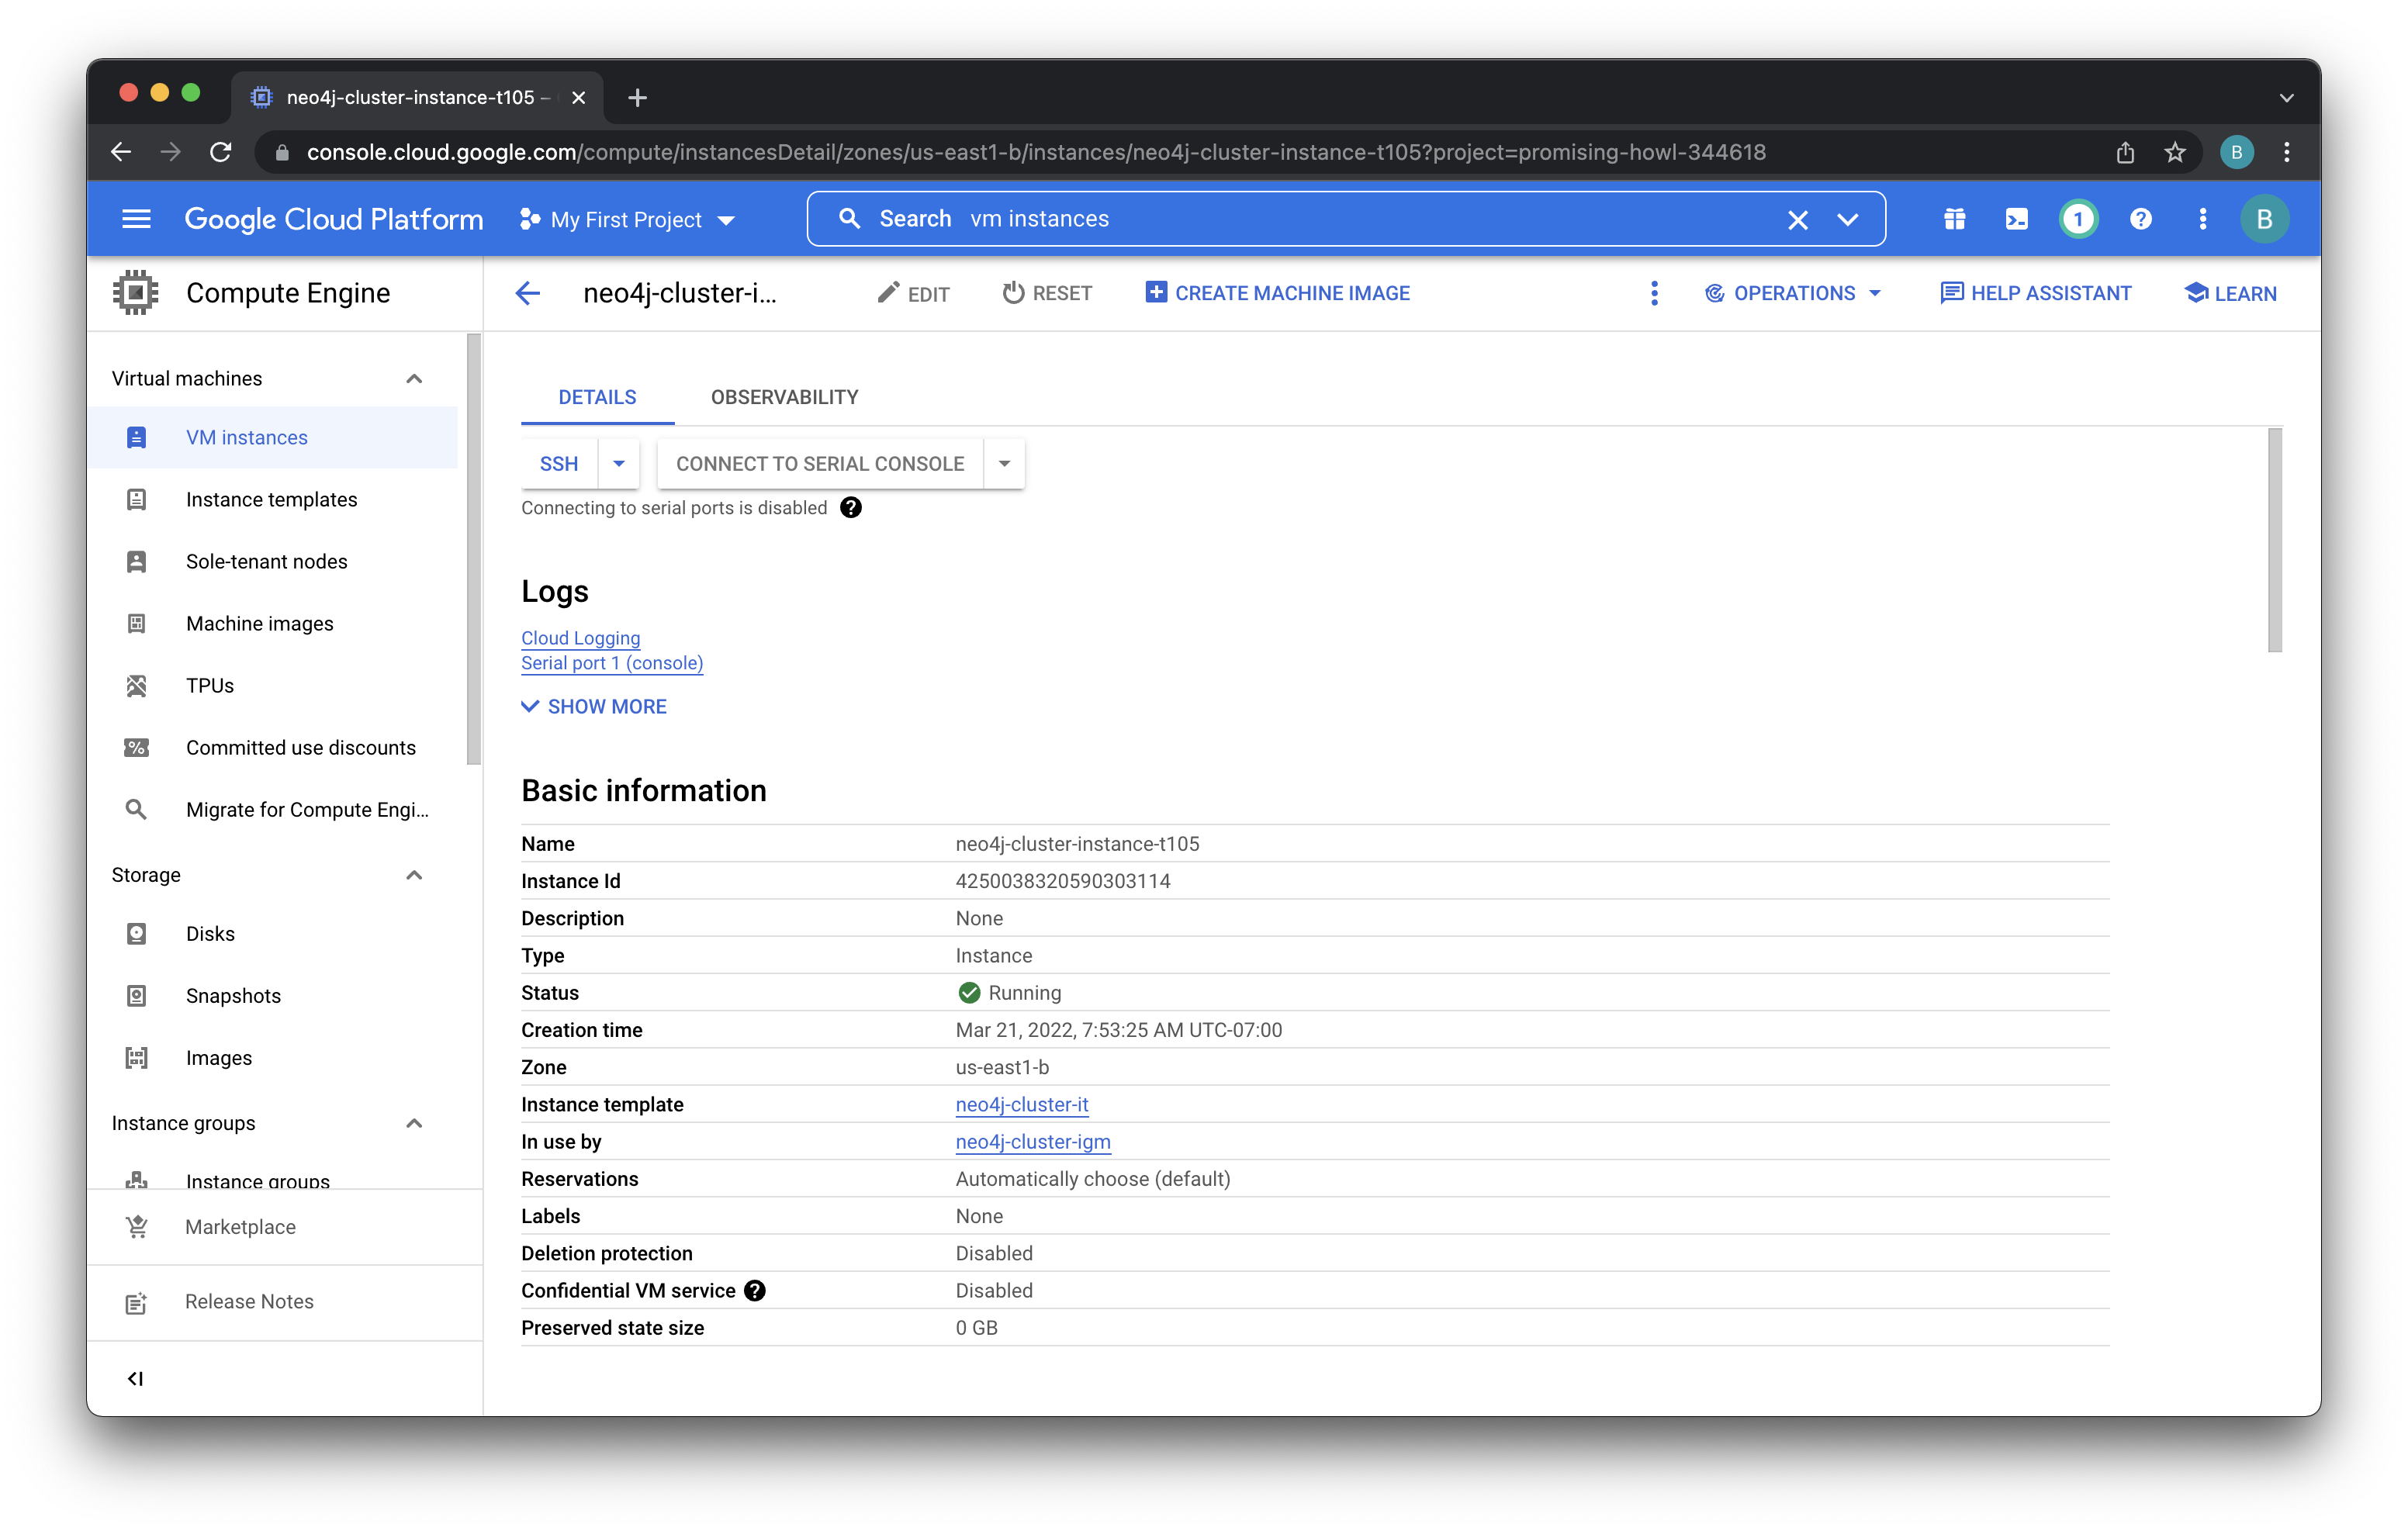 neo4j-cluster-instance-t105 –
console.cloud.google.com/compute/instancesDetail/zones/us-east1-b/instances/neo4j-cluster-instance-t105?project=promising-howl-344618
B
Google Cloud Platform
My First Project
Search vm instances
1
B
Compute Engine
neo4j-cluster-i...
EDIT
RESET
CREATE MACHINE IMAGE
OPERATIONS
HELP ASSISTANT
LEARN
Virtual machines
VM instances
Instance templates
Sole-tenant nodes
Machine images
TPUs
Committed use discounts
Migrate for Compute Engi...
Storage
Disks
Snapshots
Images
Instance groups
Instance groups
Marketplace
Release Notes
DETAILS
OBSERVABILITY
SSH
CONNECT TO SERIAL CONSOLE
Connecting to serial ports is disabled
Logs
Cloud Logging
Serial port 1 (console)
SHOW MORE
Basic information
Name neo4j-cluster-instance-t105
Instance Id 4250038320590303114
Description None
Type Instance
Status Running
Creation time Mar 21, 2022, 7:53:25 AM UTC-07:00
Zone us-east1-b
Instance template neo4j-cluster-it
In use by neo4j-cluster-igm
Reservations Automatically choose (default)
Labels None
Deletion protection Disabled
Confidential VM service Disabled
Preserved state size 0 GB